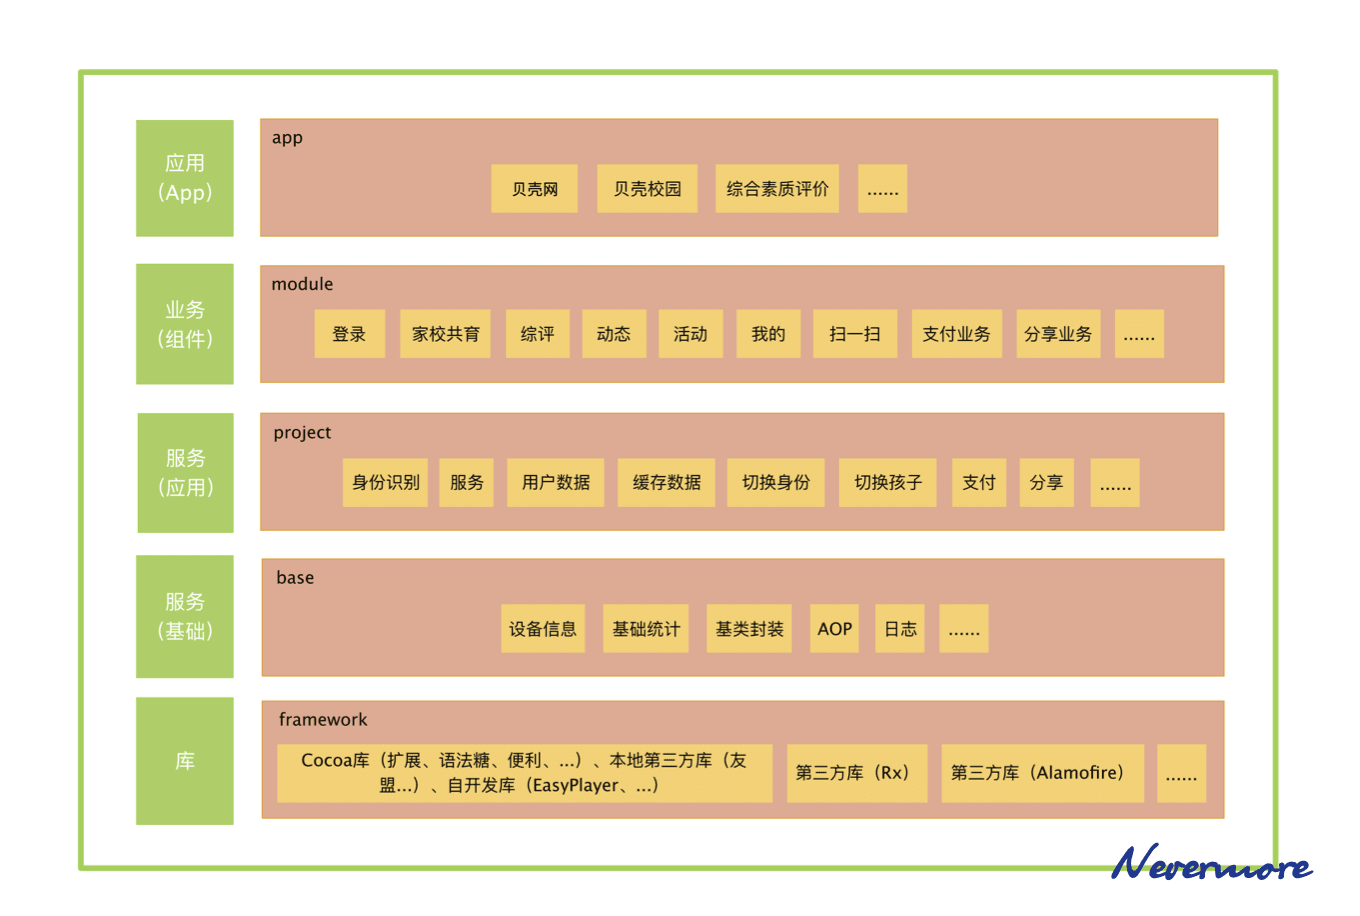 应用
（App）
app
贝壳网
贝壳校园
综合素质评价
......
业务
（组件）
module
登录
家校共育
综评
动态
活动
我的
扫一扫
支付业务
分享业务
......
服务
（应用）
project
身份识别
服务
用户数据
缓存数据
切换身份
切换孩子
支付
分享
......
服务
（基础）
base
设备信息
基础统计
基类封装
AOP
日志
......
库
framework
Cocoa库（扩展、语法糖、便利、...）、本地第三方库（友
盟...）、自开发库（EasyPlayer、...）
第三方库（Rx）
第三方库（Alamofire）
......
Nevermore